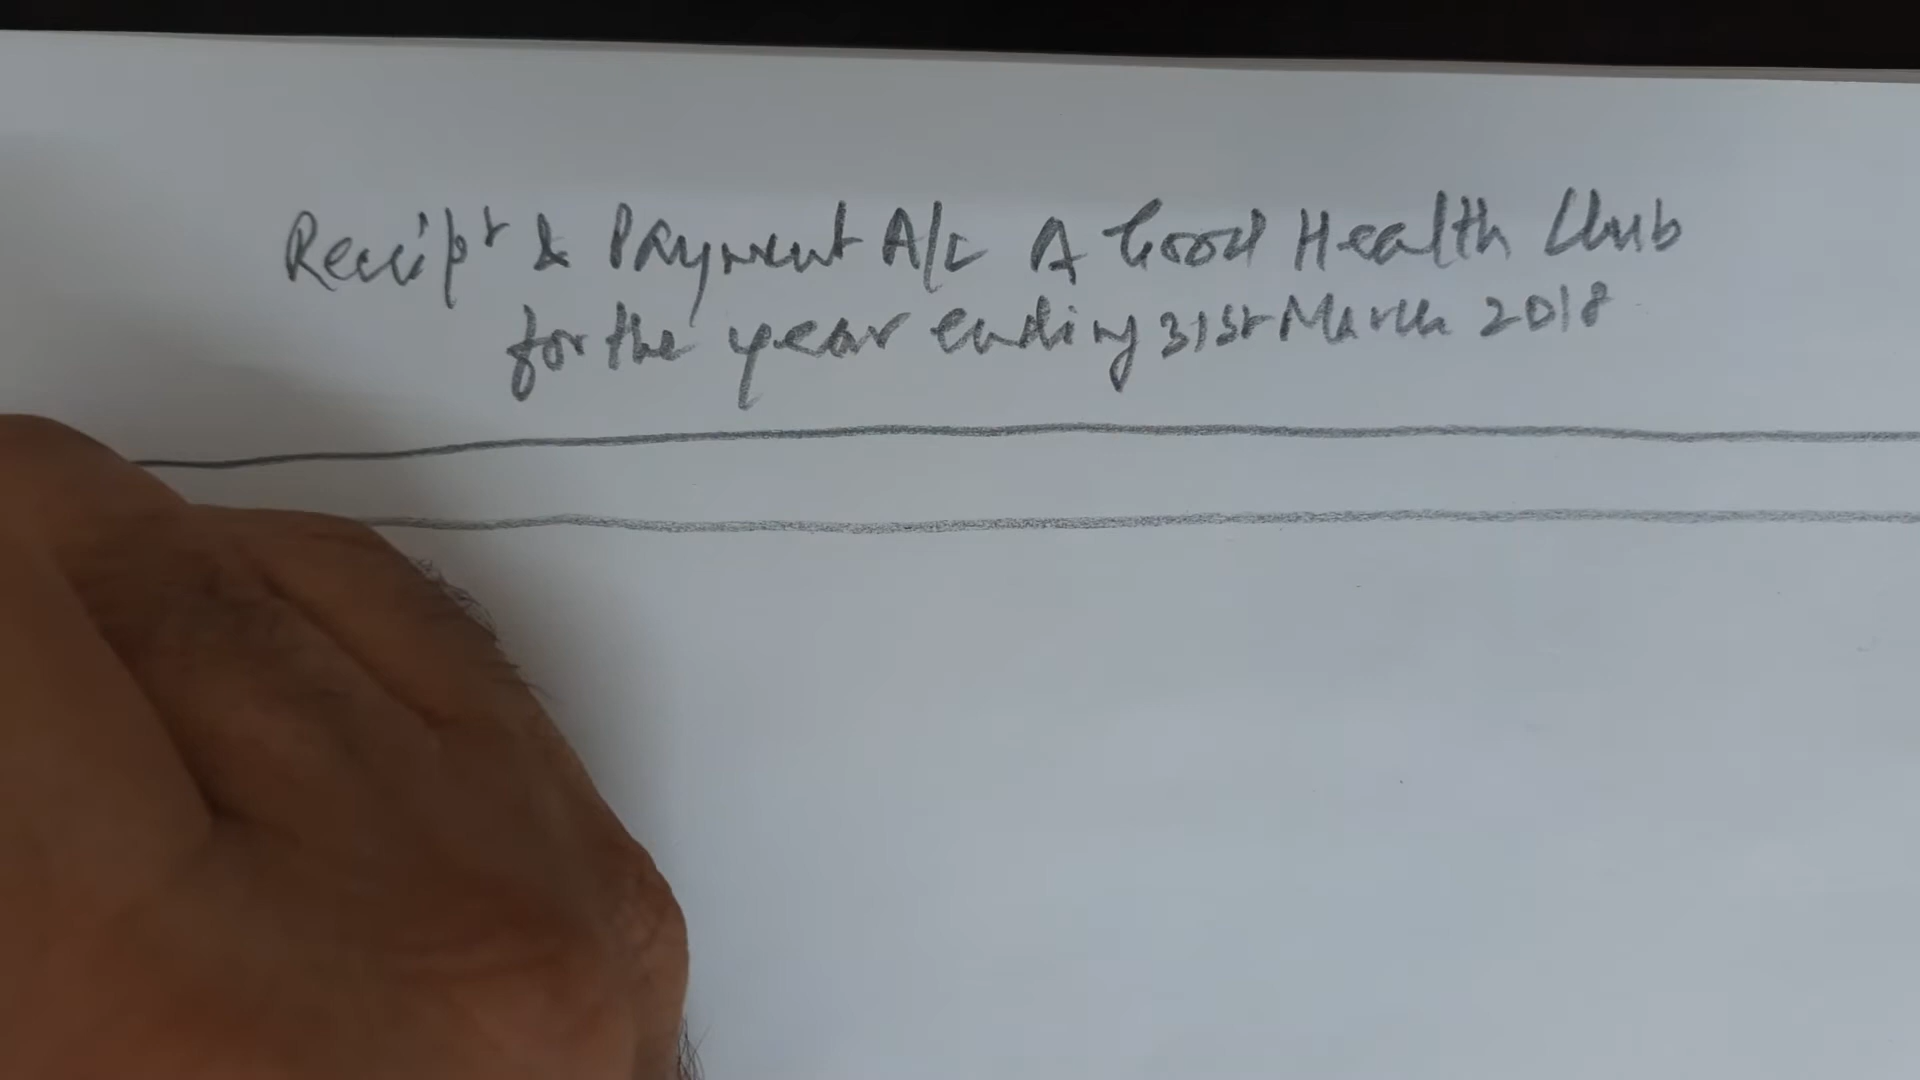 Receipt & Payment A/c A Good Health Club
for the year ending 31st March 2018